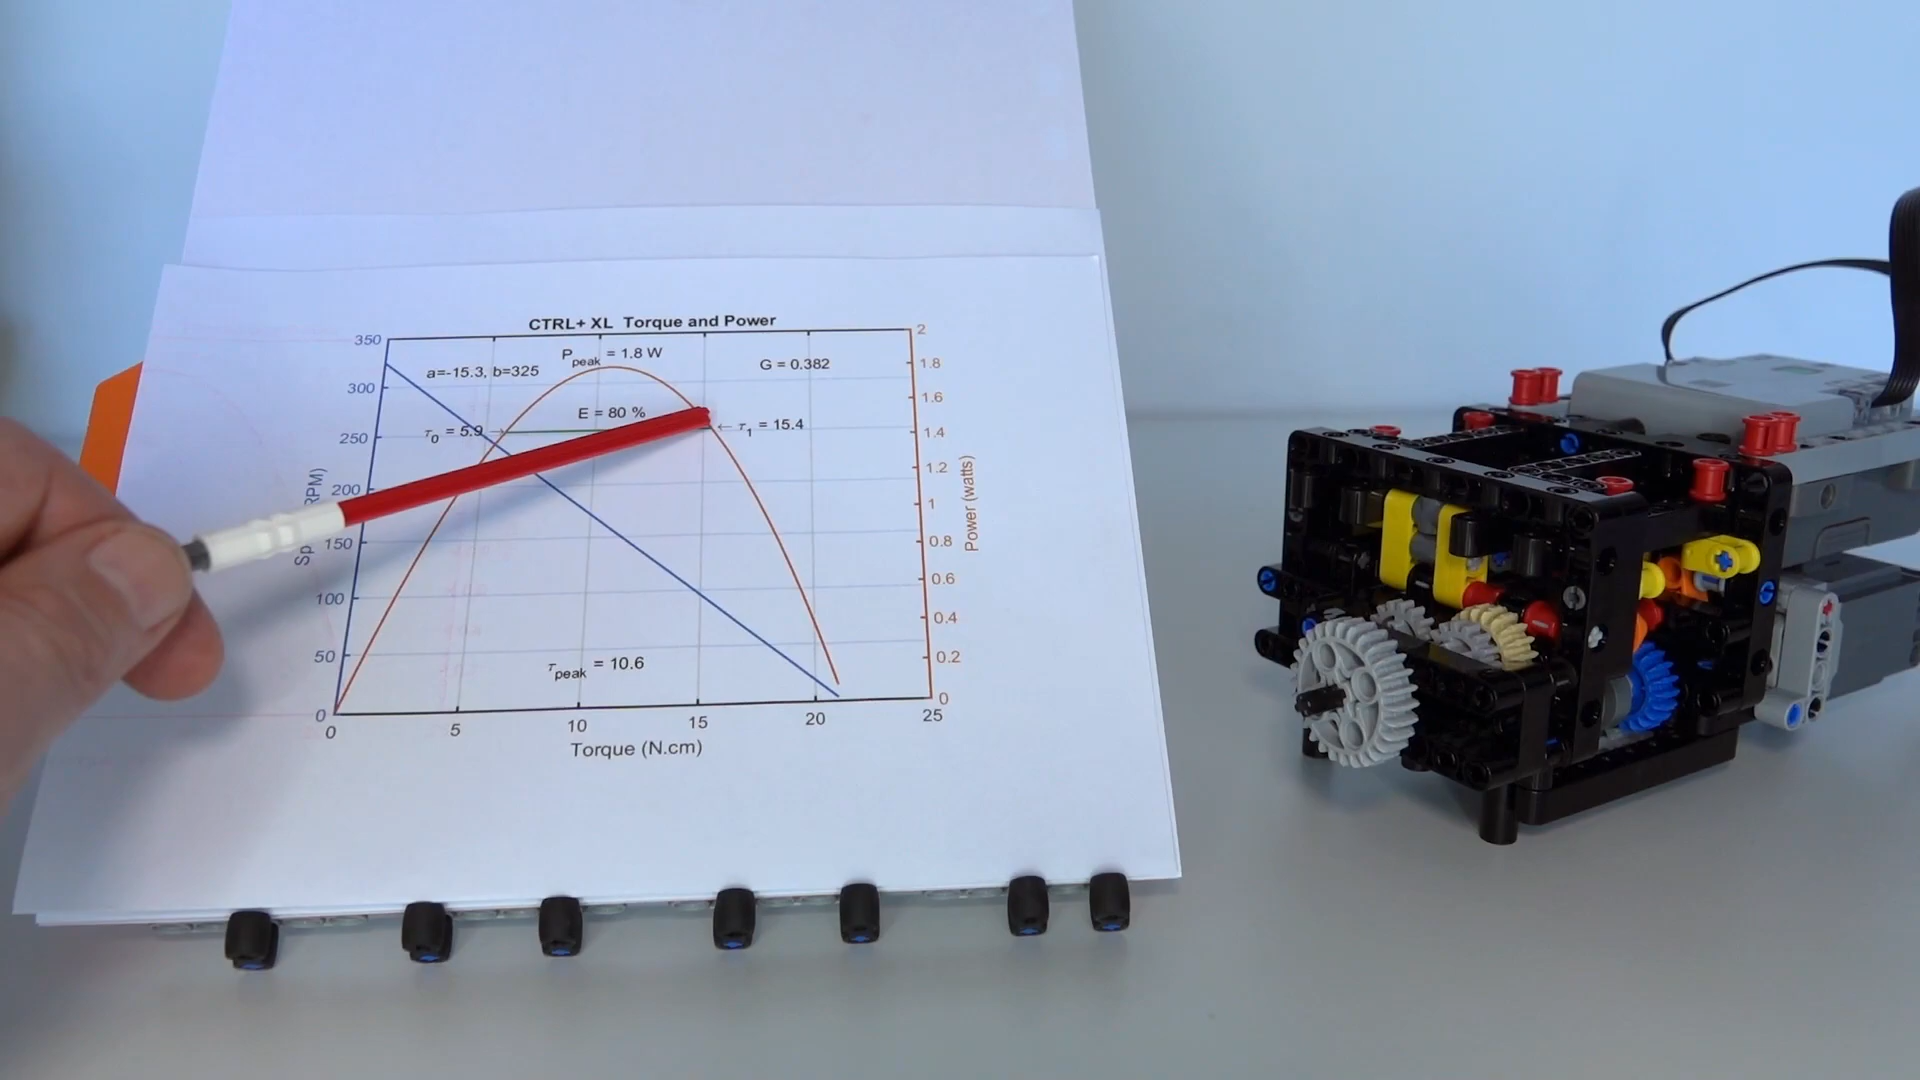 CTRL+ XL Torque and Power
P peak = 1.8 W
a=-15.3, b=325
G = 0.382
E = 80 %
τ0 = 5.9 →
← τ1 = 15.4
τ peak = 10.6
350
300
250
200
150
100
50
0
RPM)
2
1.8
1.6
1.4
1.2
1
0.8
0.6
0.4
0.2
0
Power (watts)
0 5 10 15 20 25
Torque (N.cm)